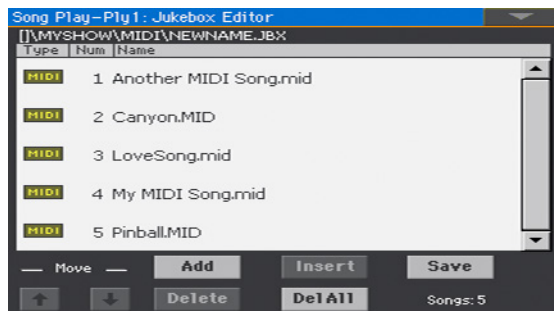 Song Play-Ply1: Jukebox Editor
[]\MYSHOW\MIDI\NEWNAME.JBX
Type Num Name
MIDI 1 Another MIDI Song.mid
MIDI 2 Canyon.MID
MIDI 3 LoveSong.mid
MIDI 4 My MIDI Song.mid
MIDI 5 Pinball.MID
Move Add Insert Save
Delete Del All Songs: 5